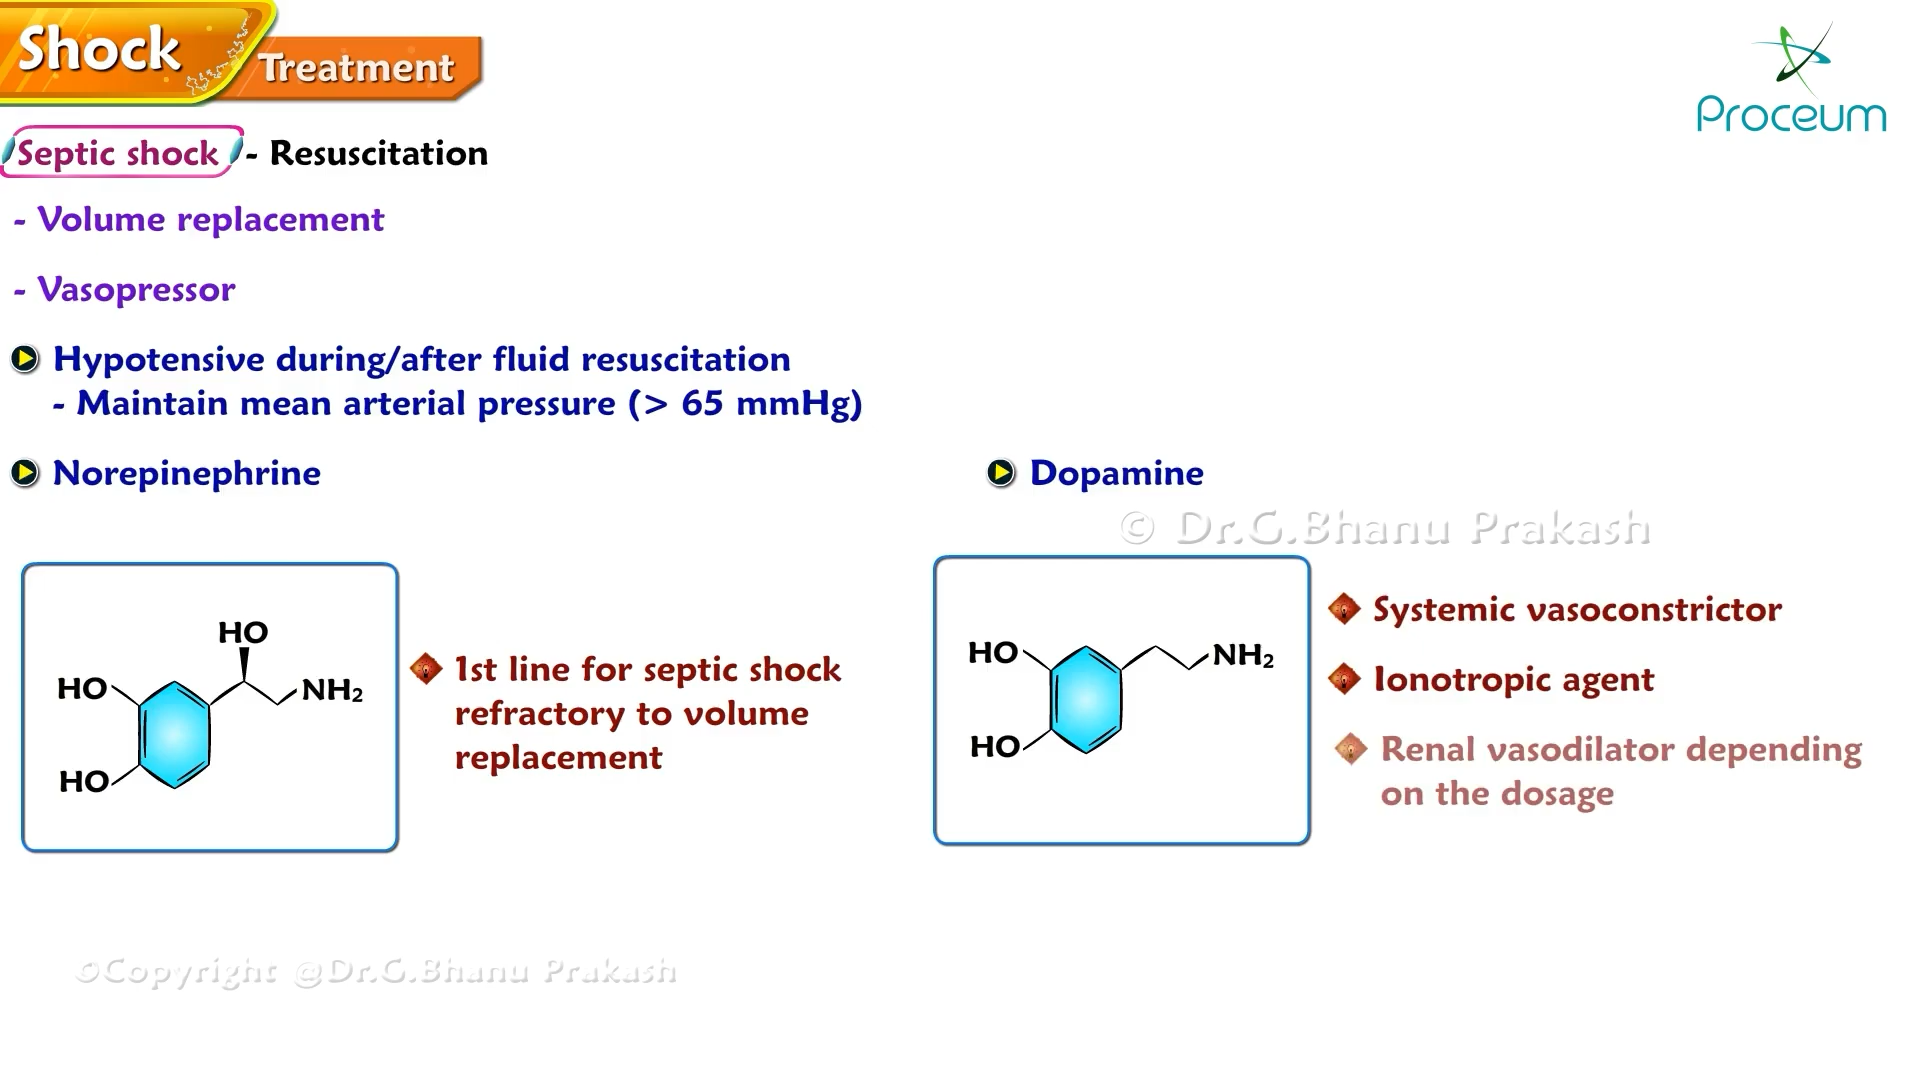 Shock
Treatment
Proceum
Septic shock - Resuscitation
- Volume replacement
- Vasopressor
Hypotensive during/after fluid resuscitation
- Maintain mean arterial pressure (> 65 mmHg)
Norepinephrine
HO
HO
NH₂
HO
1st line for septic shock
refractory to volume
replacement
Dopamine
© Dr.G.Bhanu Prakash
HO
NH₂
HO
Systemic vasoconstrictor
Ionotropic agent
Renal vasodilator depending
on the dosage
©Copyright @Dr.G.Bhanu Prakash